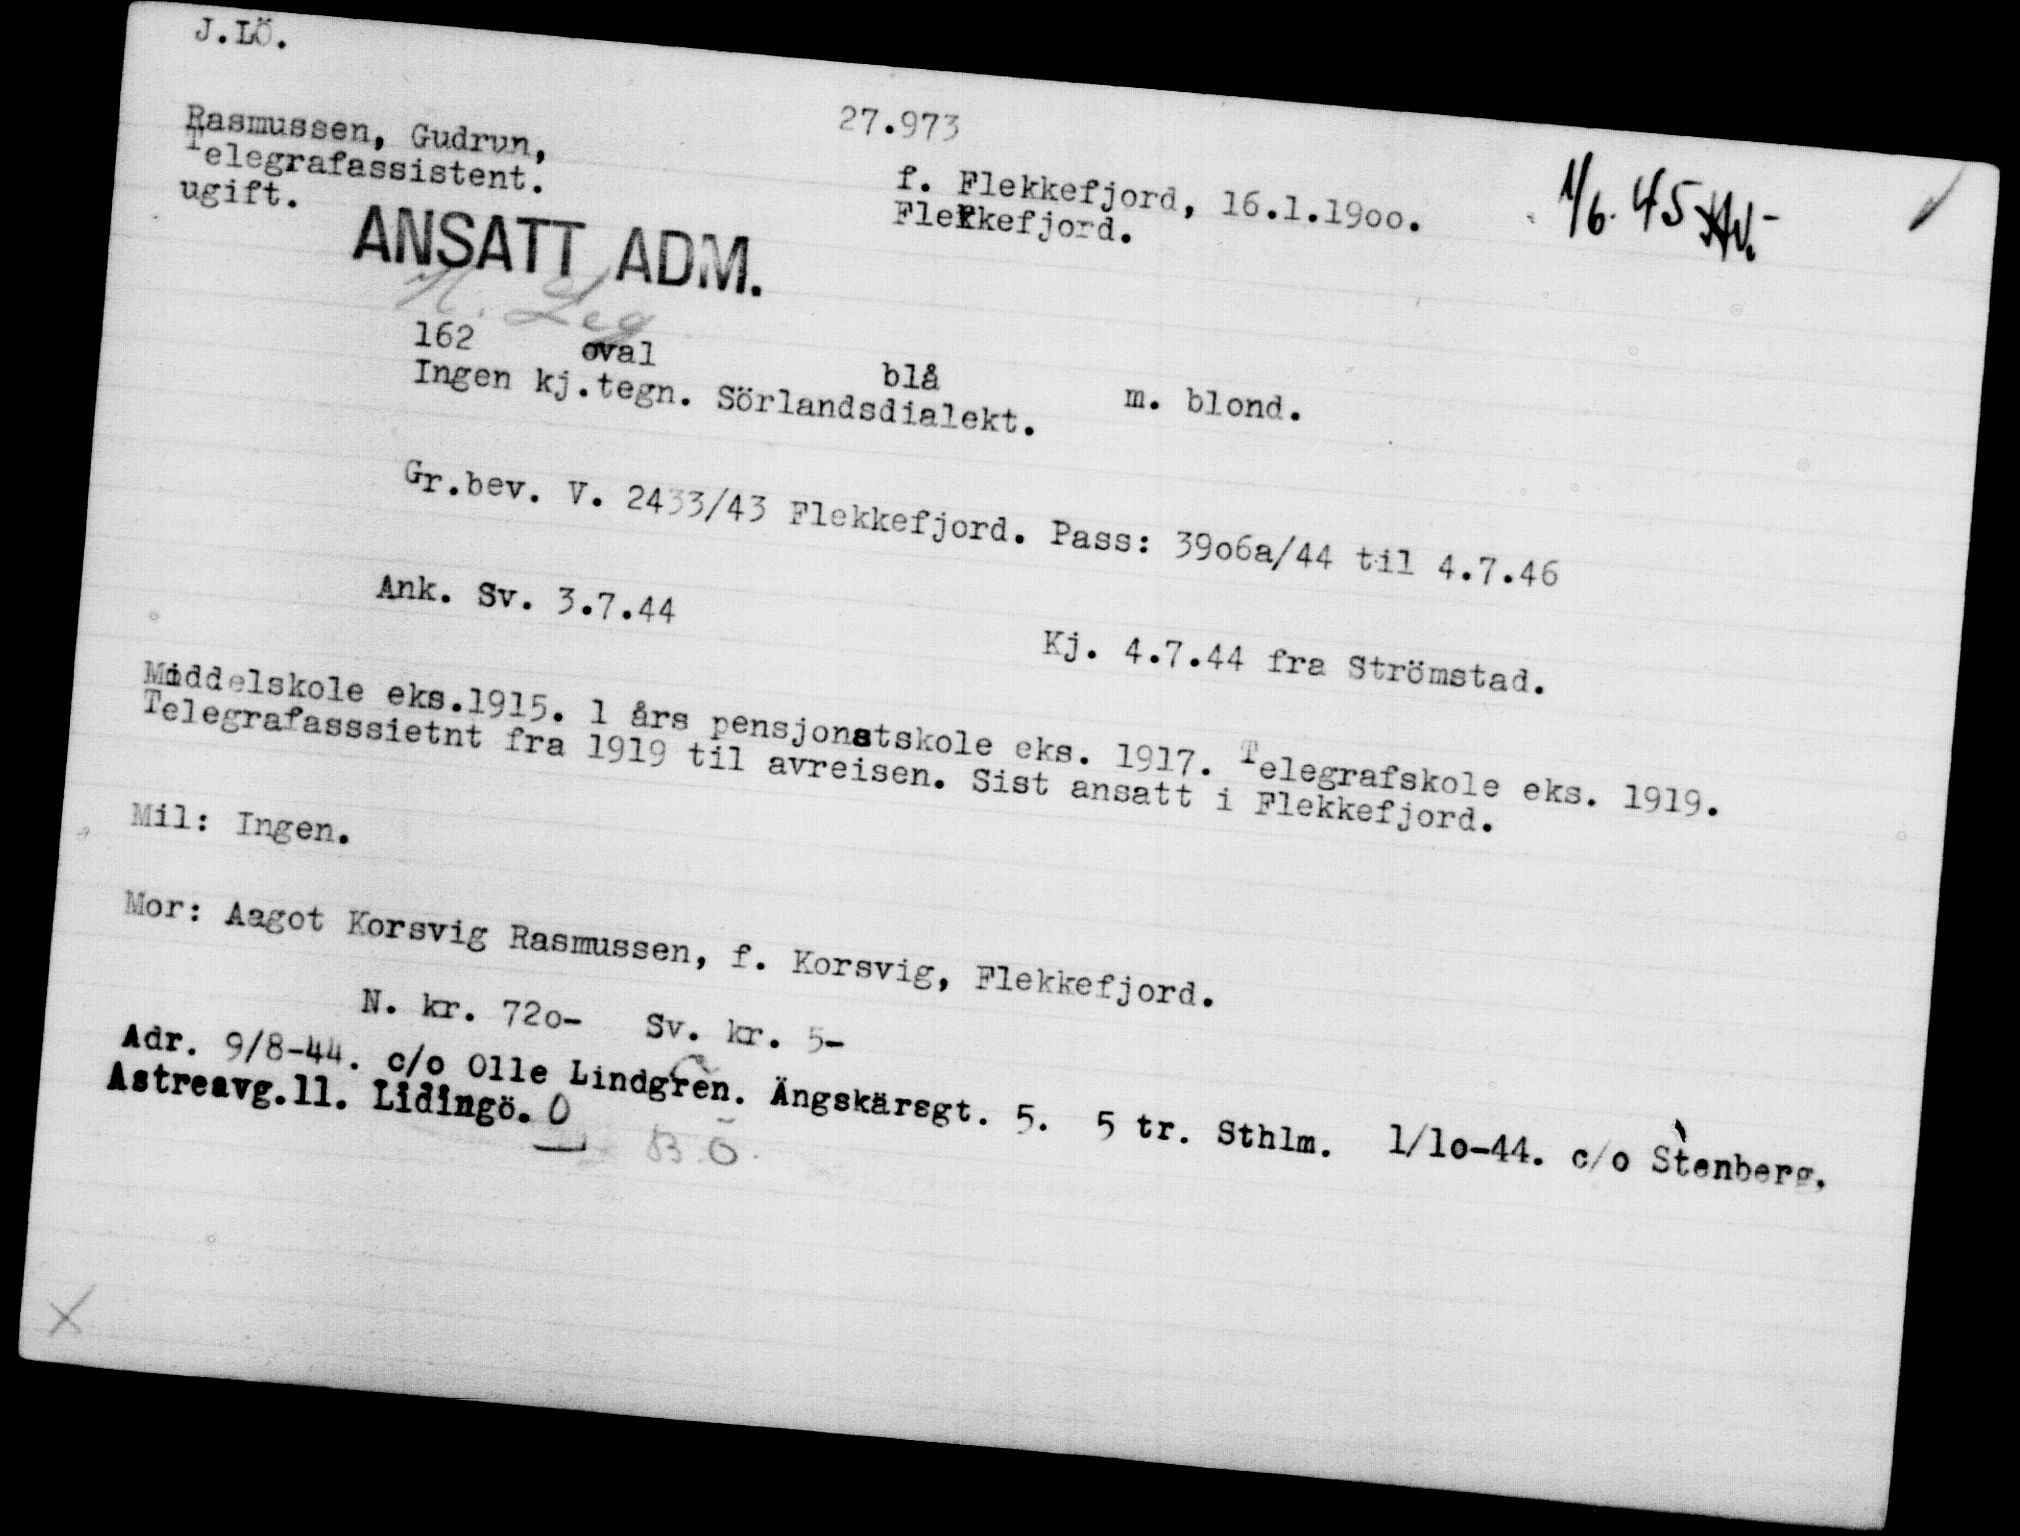 J.LÖ.
27.973
Rasmussen, Gudrun,
Telegrafassistent.
ugift.
f. Flekkefjord, 16.1.19oo.
Flekkefjord.
1/6. 45
ANSATT ADM.
N. Leg
162 oval blå m. blond.
Ingen kj.tegn. Sörlandsdialekt.
Gr.bev. V. 2433/43 Flekkefjord. Pass: 39o6a/44 til 4.7.46
Ank. Sv. 3.7.44 Kj. 4.7.44 fra Strömstad.
Middelskole eks.1915. 1 års pensjonatskole eks. 1917. Telegrafskole eks. 1919.
Telegrafasssietnt fra 1919 til avreisen. Sist ansatt i Flekkefjord.
Mil: Ingen.
Mor: Aagot Korsvig Rasmussen, f. Korsvig, Flekkefjord.
N. kr. 72o- Sv. kr. 5-
Adr. 9/8-44. c/o Olle Lindgren. Ängskärsgt. 5. 5 tr. Sthlm. 1/1o-44. c/o Stenberg.
Astreavg.11. Lidingö. O
B Ö
X